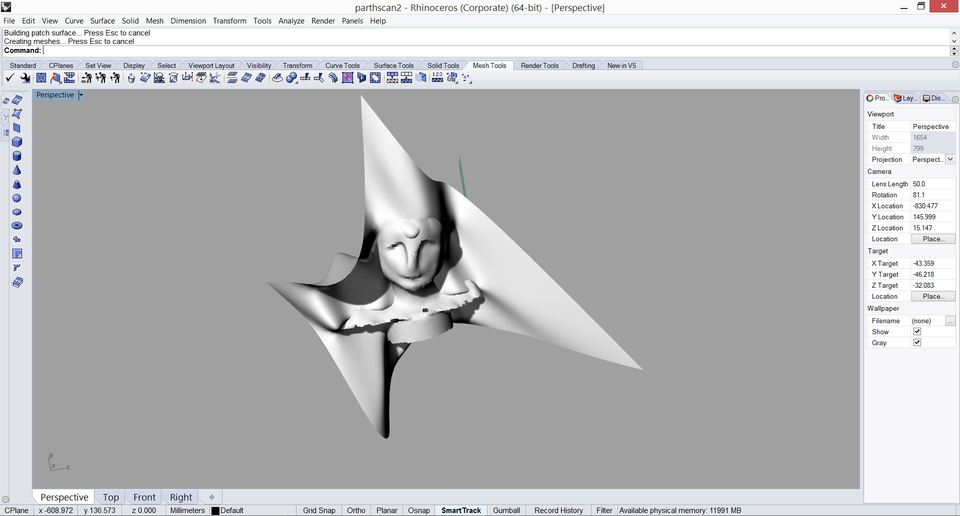 parthscan2 - Rhinoceros (Corporate) (64-bit) - [Perspective]
File Edit View Curve Surface Solid Mesh Dimension Transform Tools Analyze Render Panels Help
Building patch surface... Press Esc to cancel
Creating meshes... Press Esc to cancel
Command:
Standard CPlanes Set View Display Select Viewport Layout Visibility Transform Curve Tools Surface Tools Solid Tools Mesh Tools Render Tools Drafting New in V5
Perspective
Pro... Lay... Dis...
Viewport
Title Perspective
Width 1654
Height 799
Projection Perspect...
Camera
Lens Length 50.0
Rotation 81.1
X Location -830.477
Y Location 145.999
Z Location 15.147
Location Place...
Target
X Target -43.359
Y Target -46.218
Z Target -32.083
Location Place...
Wallpaper
Filename (none) ...
Show
Gray
y
x z
Perspective Top Front Right
CPlane x -608.972 y 136.573 z 0.000 Millimeters Default Grid Snap Ortho Planar Osnap SmartTrack Gumball Record History Filter Available physical memory: 11991 MB